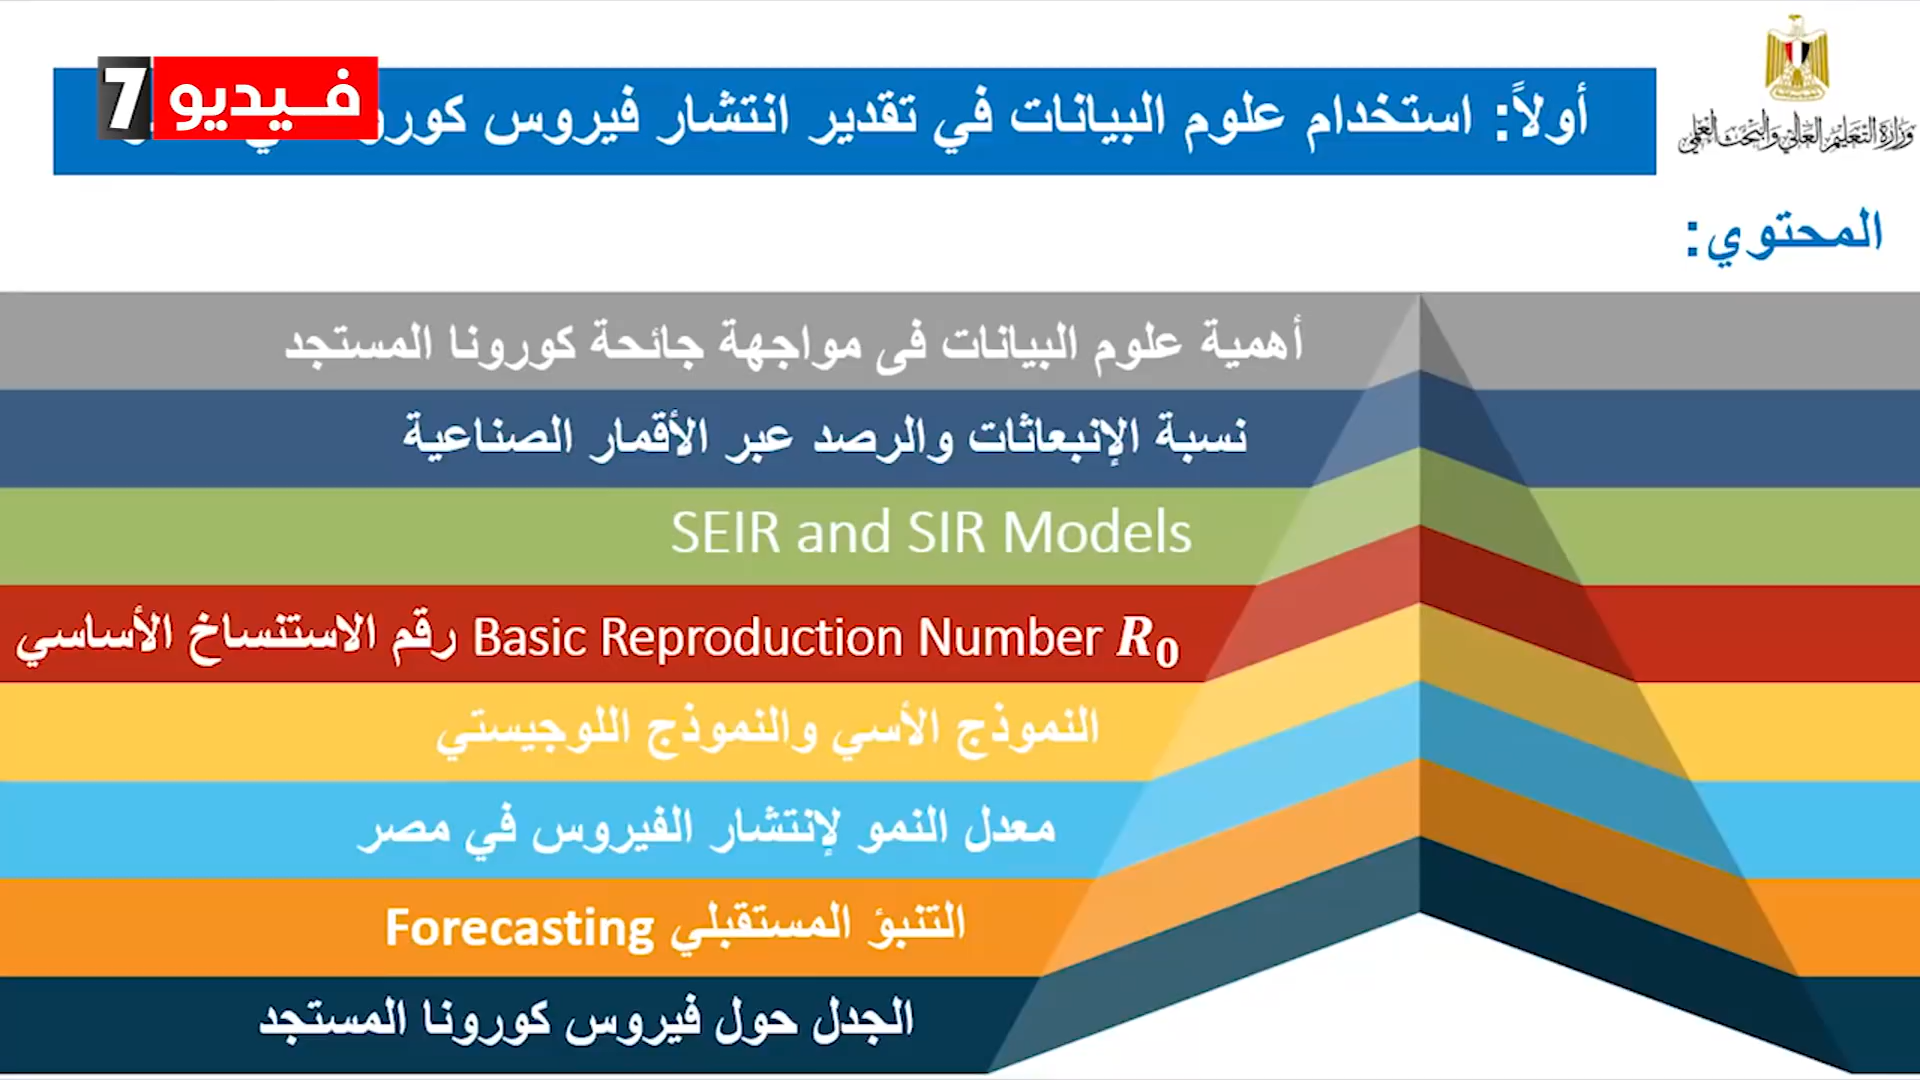 فيديو 7
وزارة التعليم العالي والبحث العلمي
أولاً: استخدام علوم البيانات في تقدير انتشار فيروس
المحتوي:
أهمية علوم البيانات فى مواجهة جائحة كورونا المستجد
نسبة الإنبعاثات والرصد عبر الأقمار الصناعية
SEIR and SIR Models
رقم الاستنساخ الأساسي Basic Reproduction Number R₀
النموذج الأسي والنموذج اللوجيستي
معدل النمو لإنتشار الفيروس في مصر
التنبؤ المستقبلي Forecasting
الجدل حول فيروس كورونا المستجد